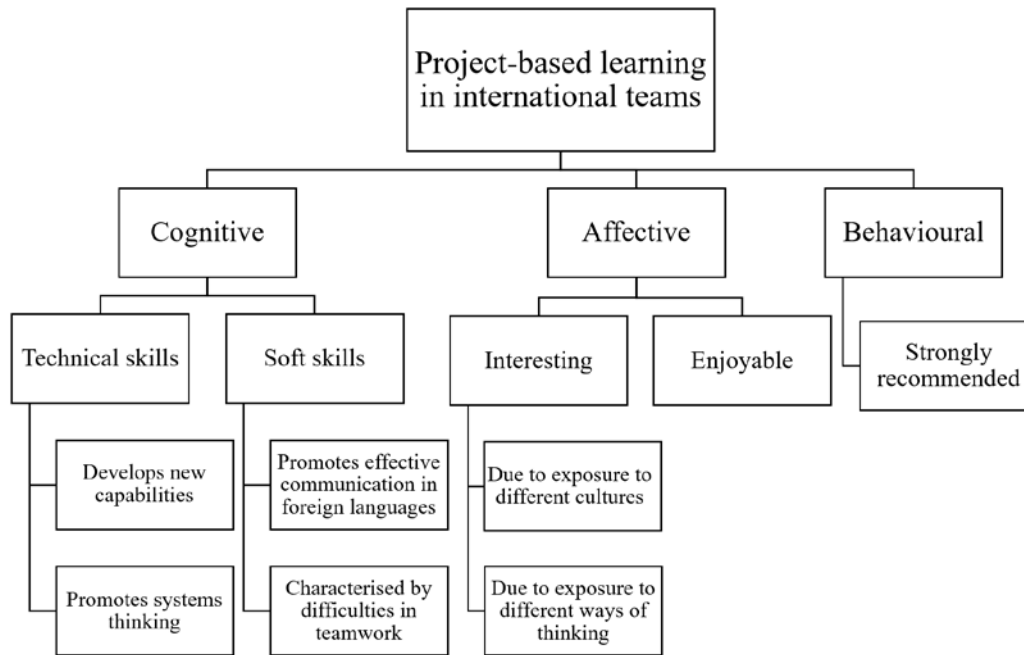 Project-based learning
in international teams
Cognitive
Affective
Behavioural
Technical skills
Soft skills
Interesting
Enjoyable
Strongly
recommended
Develops new
capabilities
Promotes effective
communication in
foreign languages
Due to exposure to
different cultures
Promotes systems
thinking
Characterised by
difficulties in
teamwork
Due to exposure to
different ways of
thinking